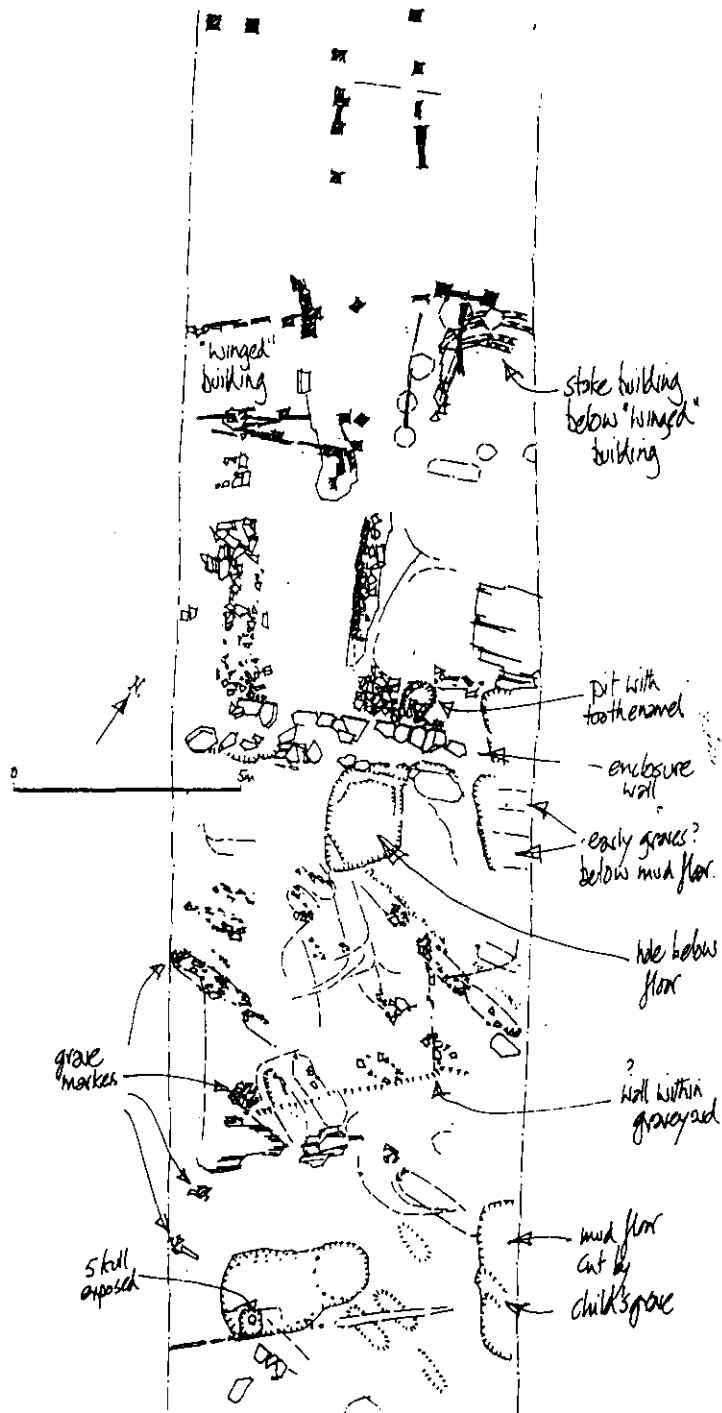 "winged"
building
stake building
below "winged"
building
pit with
tooth enamel
N
0
5m
enclosure
wall
early graves?
below mud floor.
hole below
floor
grave
markes
?
wall within
graveyard
skull
exposed
mud floor
cut by
child's grave